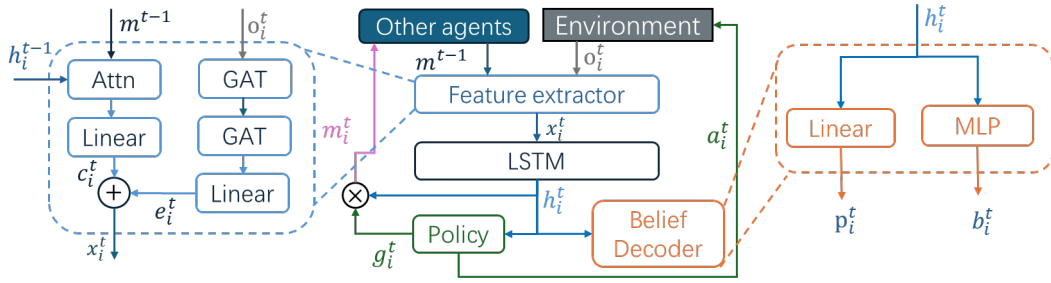 m^{t-1}
o_i^t
h_i^{t-1}
Attn
GAT
Linear
GAT
c_i^t
+
e_i^t
Linear
x_i^t
Other agents
Environment
m^{t-1}
o_i^t
Feature extractor
m_i^t
x_i^t
a_i^t
LSTM
×
h_i^t
g_i^t
Policy
Belief
Decoder
h_i^t
Linear
MLP
p_i^t
b_i^t